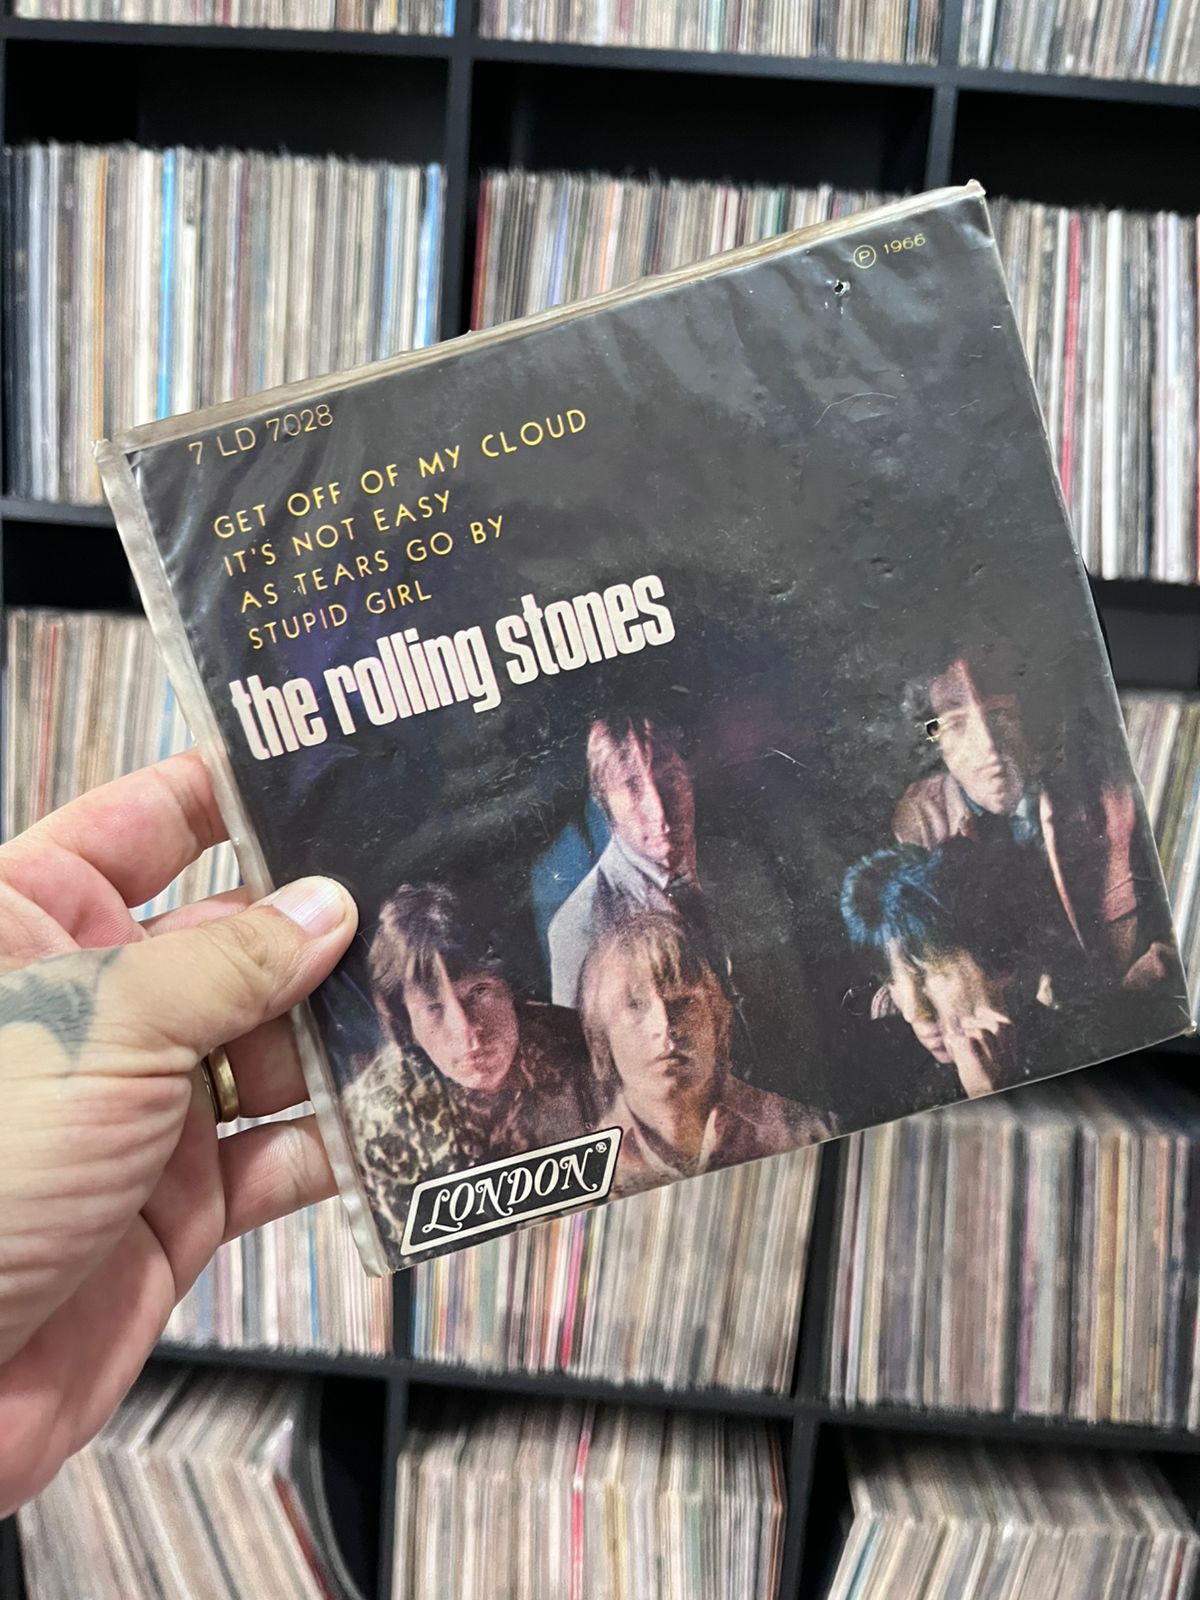 ℗ 1966
7 LD 7028
GET OFF OF MY CLOUD
IT'S NOT EASY
AS TEARS GO BY
STUPID GIRL
the rolling stones
LONDON®